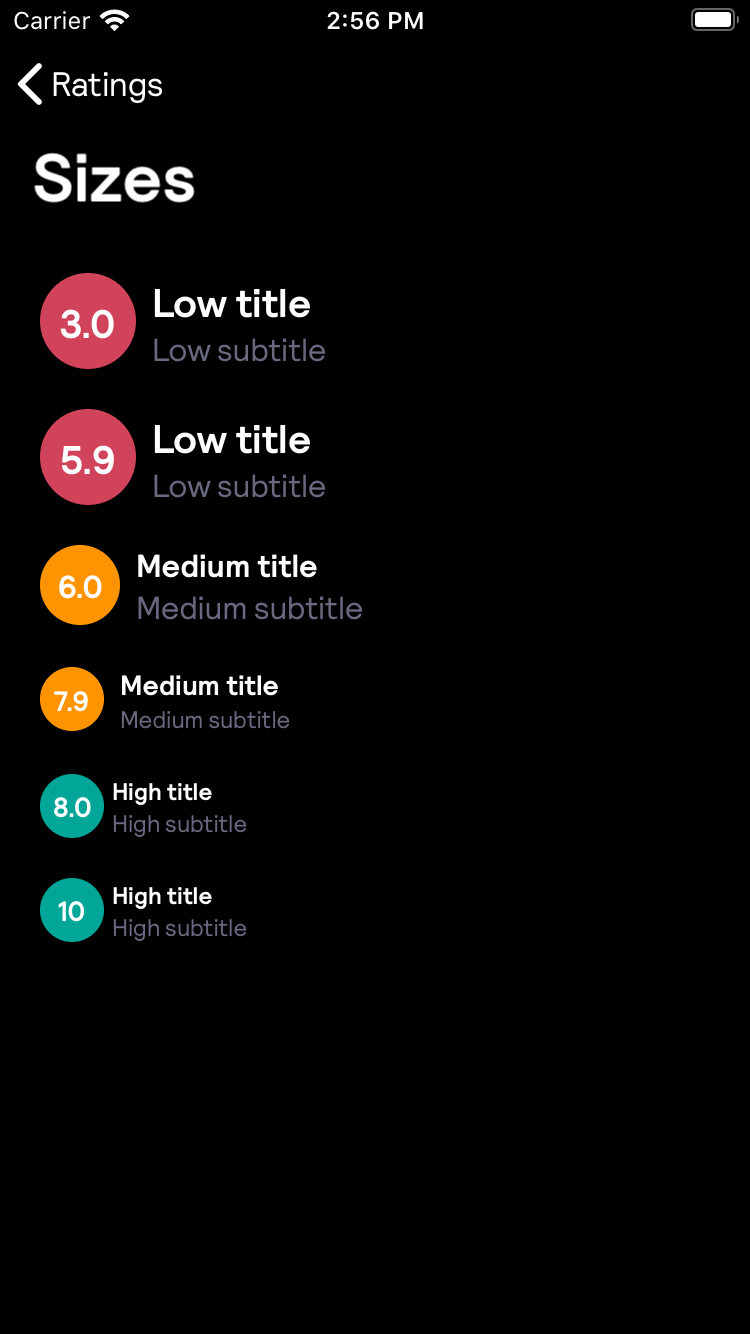 Carrier 2:56 PM
Ratings
Sizes
3.0 Low title
Low subtitle
5.9 Low title
Low subtitle
6.0 Medium title
Medium subtitle
7.9 Medium title
Medium subtitle
8.0 High title
High subtitle
10 High title
High subtitle